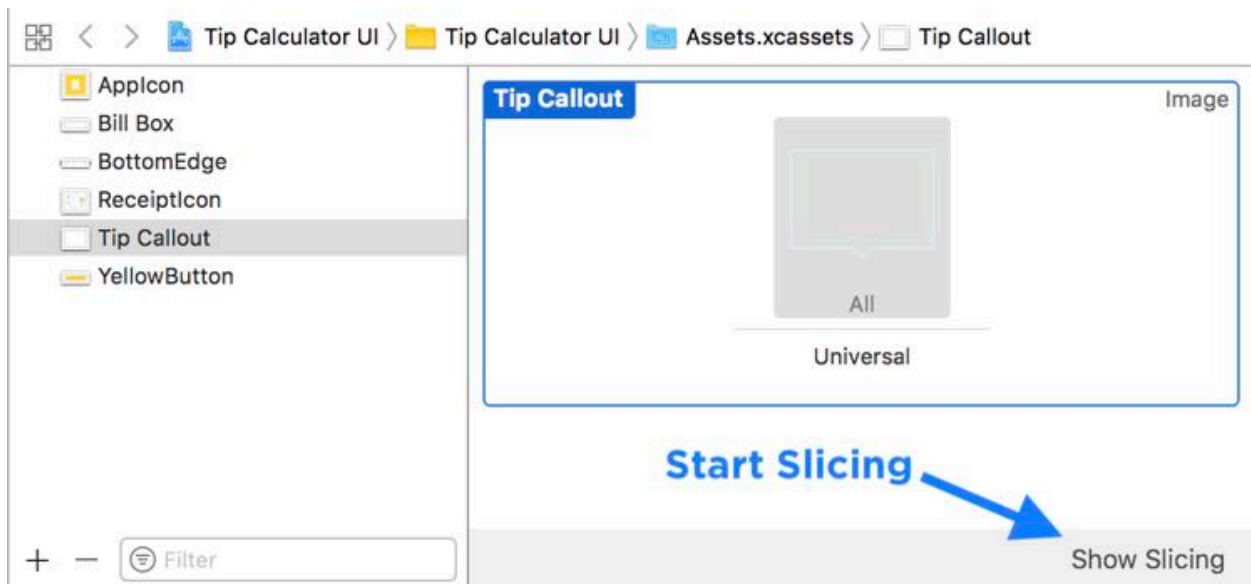 Tip Calculator UI Tip Calculator UI Assets.xcassets Tip Callout
AppIcon
Bill Box
BottomEdge
ReceiptIcon
Tip Callout
YellowButton
Tip Callout
Image
All
Universal
Start Slicing
Filter
Show Slicing